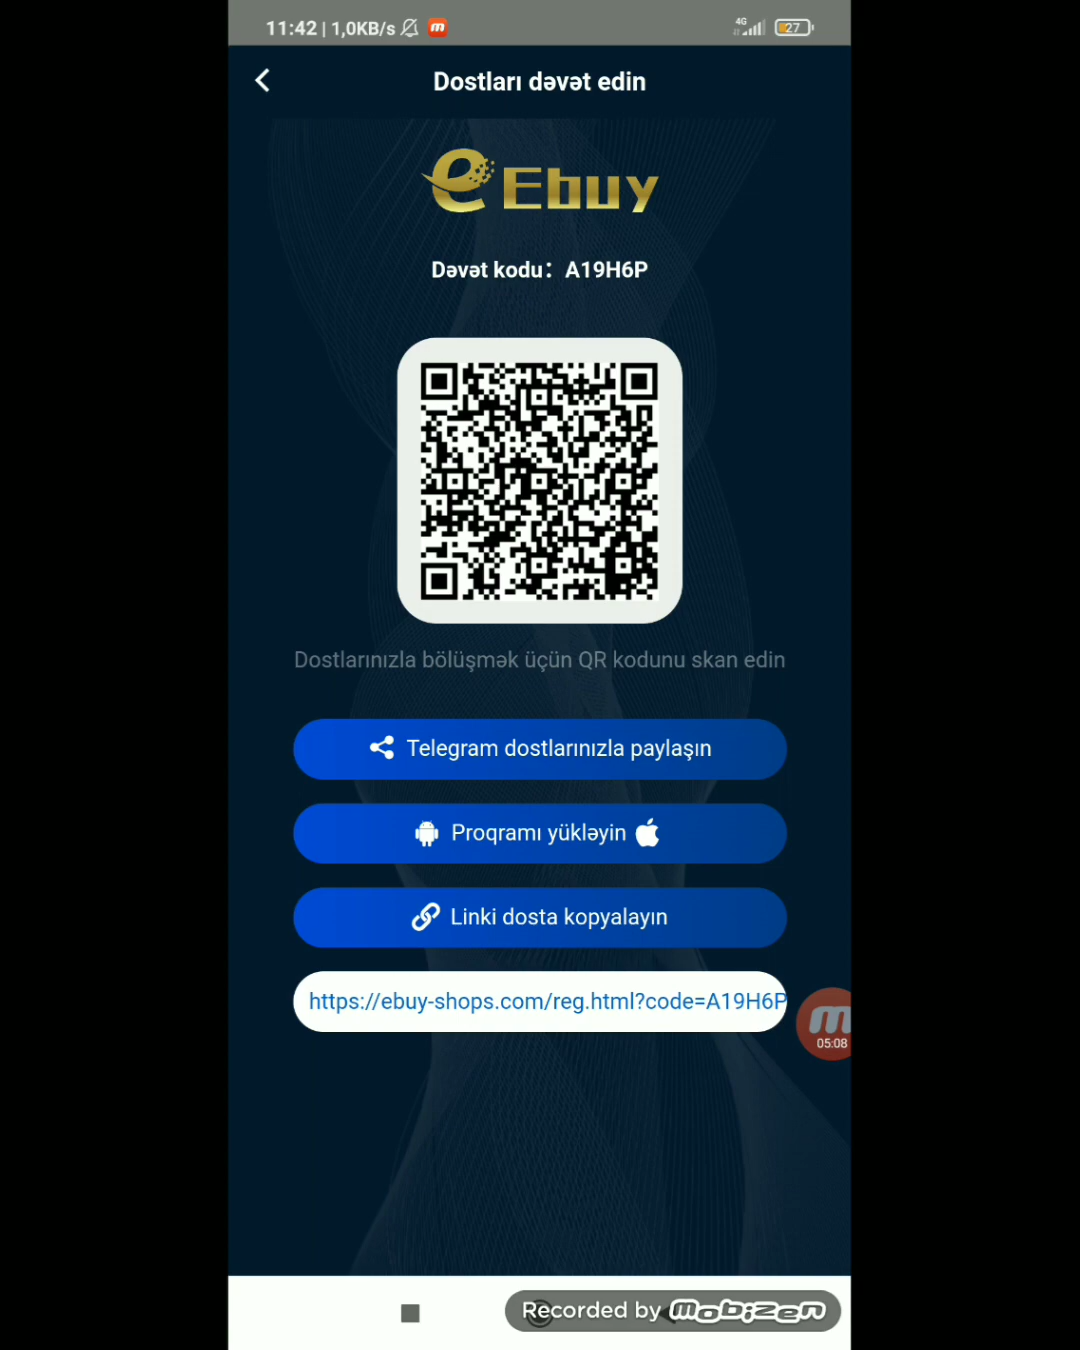 11:42 | 1,0KB/s m
4G 27
Dostları dəvət edin
e Ebuy
Dəvət kodu: A19H6P
Dostlarınızla bölüşmək üçün QR kodunu skan edin
Telegram dostlarınızla paylaşın
Proqramı yükləyin
Linki dosta kopyalayın
https://ebuy-shops.com/reg.html?code=A19H6P
m
05:08
Recorded by mobizen